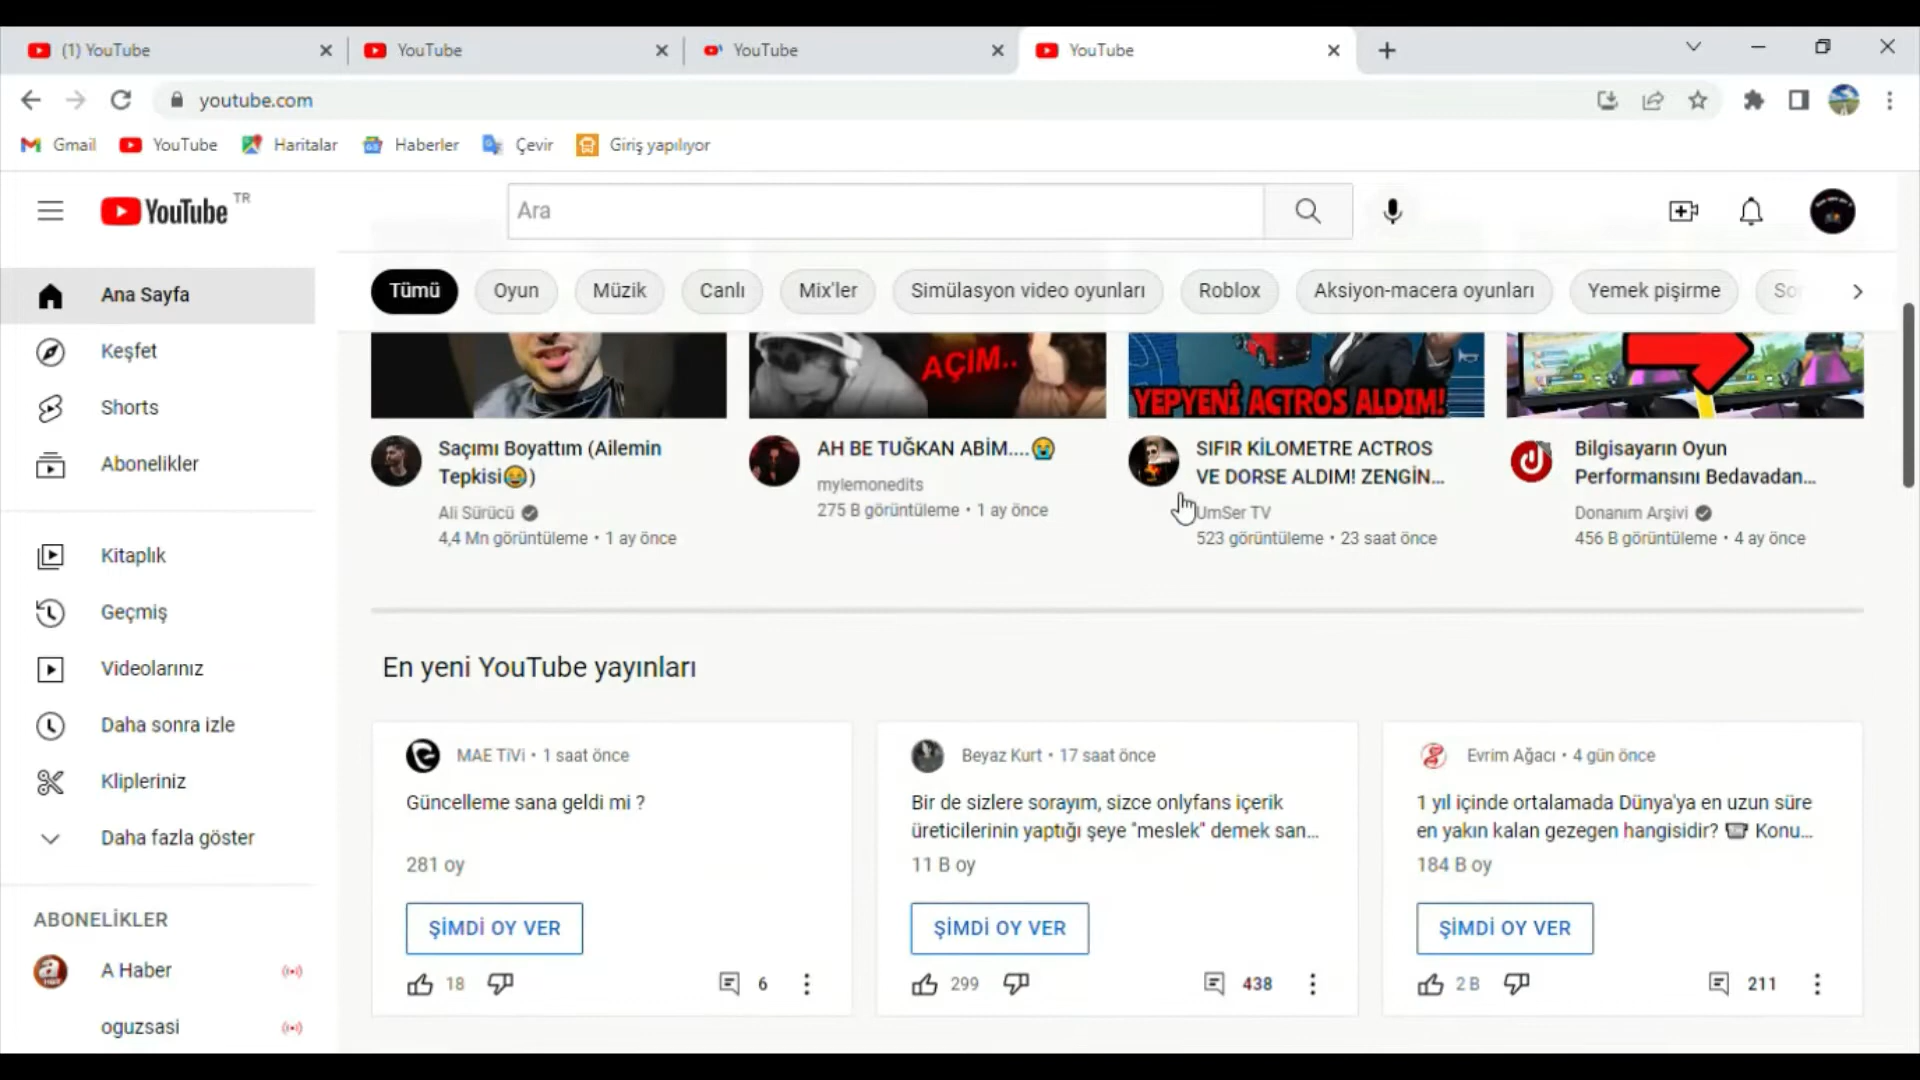 (1) YouTube
YouTube
YouTube
YouTube
youtube.com
Gmail
YouTube
Haritalar
Haberler
Çevir
Giriş yapılıyor
YouTube TR
Ara
Tümü
Oyun
Müzik
Canlı
Mix'ler
Simülasyon video oyunları
Roblox
Aksiyon-macera oyunları
Yemek pişirme
Ana Sayfa
Keşfet
Shorts
Abonelikler
Kitaplık
Geçmiş
Videolarınız
Daha sonra izle
Klipleriniz
Daha fazla göster
ABONELİKLER
A Haber
oguzsasi
Saçımı Boyattım (Ailemin
Tepkisi😂)
Ali Sürücü
4,4 Mn görüntüleme • 1 ay önce
AÇIM..
AH BE TUĞKAN ABİM....😭
mylemonedits
275 B görüntüleme • 1 ay önce
YEPYENİ ACTROS ALDIM!
SIFIR KİLOMETRE ACTROS
VE DORSE ALDIM! ZENGİN...
UmSer TV
523 görüntüleme • 23 saat önce
Bilgisayarın Oyun
Performansını Bedavadan...
Donanım Arşivi
456 B görüntüleme • 4 ay önce
En yeni YouTube yayınları
MAE TiVi • 1 saat önce
Güncelleme sana geldi mi ?
281 oy
ŞİMDİ OY VER
18
6
Beyaz Kurt • 17 saat önce
Bir de sizlere sorayım, sizce onlyfans içerik
üreticilerinin yaptığı şeye "meslek" demek san...
11 B oy
ŞİMDİ OY VER
299
438
Evrim Ağacı • 4 gün önce
1 yıl içinde ortalamada Dünya'ya en uzun süre
en yakın kalan gezegen hangisidir? Konu...
184 B oy
ŞİMDİ OY VER
2 B
211